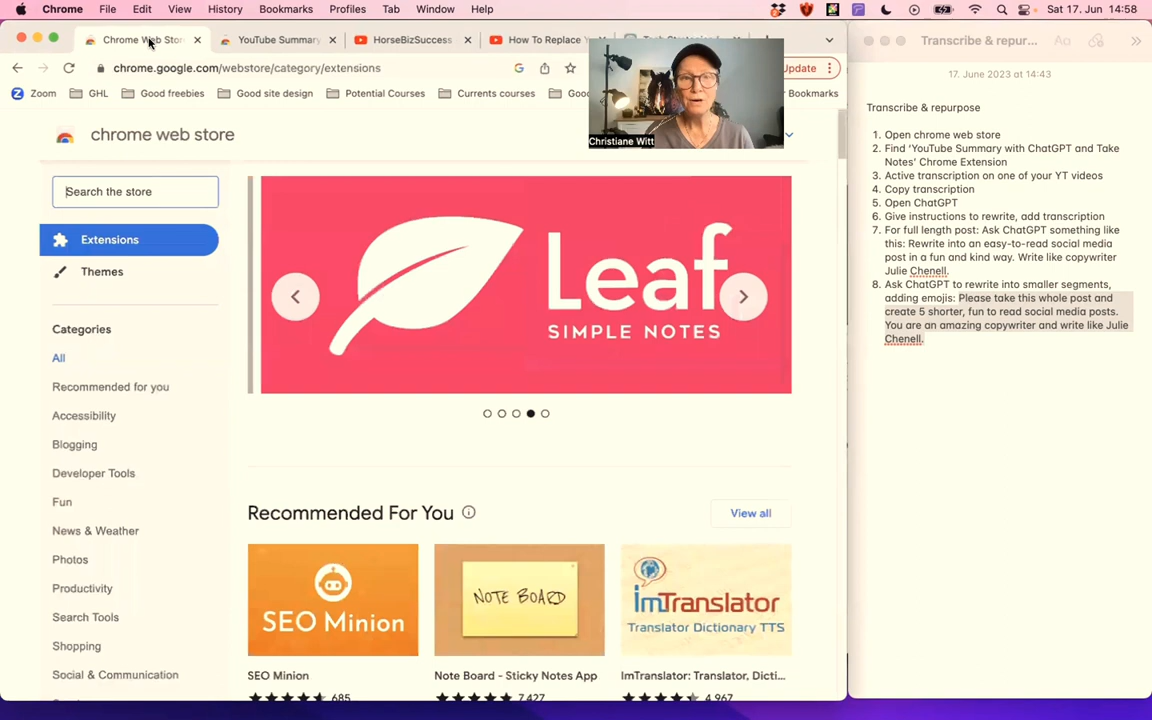 Chrome File Edit View History Bookmarks Profiles Tab Window Help Sat 17. Jun 14:58
Chrome Web Stor YouTube Summary HorseBizSuccess How To Replace Transcribe & repur... Aa
chrome.google.com/webstore/category/extensions Update
17. June 2023 at 14:43
Zoom GHL Good freebies Good site design Potential Courses Currents courses Goo Bookmarks
Transcribe & repurpose
chrome web store
Christiane Witt
Search the store
Extensions
Themes
Categories
All
Recommended for you
Accessibility
Blogging
Developer Tools
Fun
News & Weather
Photos
Productivity
Search Tools
Shopping
Social & Communication
Leaf
SIMPLE NOTES
Recommended For You
View all
SEO Minion
NOTE BOARD
ImTranslator
Translator Dictionary TTS
SEO Minion
Note Board - Sticky Notes App
ImTranslator: Translator, Dicti...
685
7,427
4,967
1. Open chrome web store
2. Find ‘YouTube Summary with ChatGPT and Take
Notes’ Chrome Extension
3. Active transcription on one of your YT videos
4. Copy transcription
5. Open ChatGPT
6. Give instructions to rewrite, add transcription
7. For full length post: Ask ChatGPT something like
this: Rewrite into an easy-to-read social media
post in a fun and kind way. Write like copywriter
Julie Chenell.
8. Ask ChatGPT to rewrite into smaller segments,
adding emojis: Please take this whole post and
create 5 shorter, fun to read social media posts.
You are an amazing copywriter and write like Julie
Chenell.